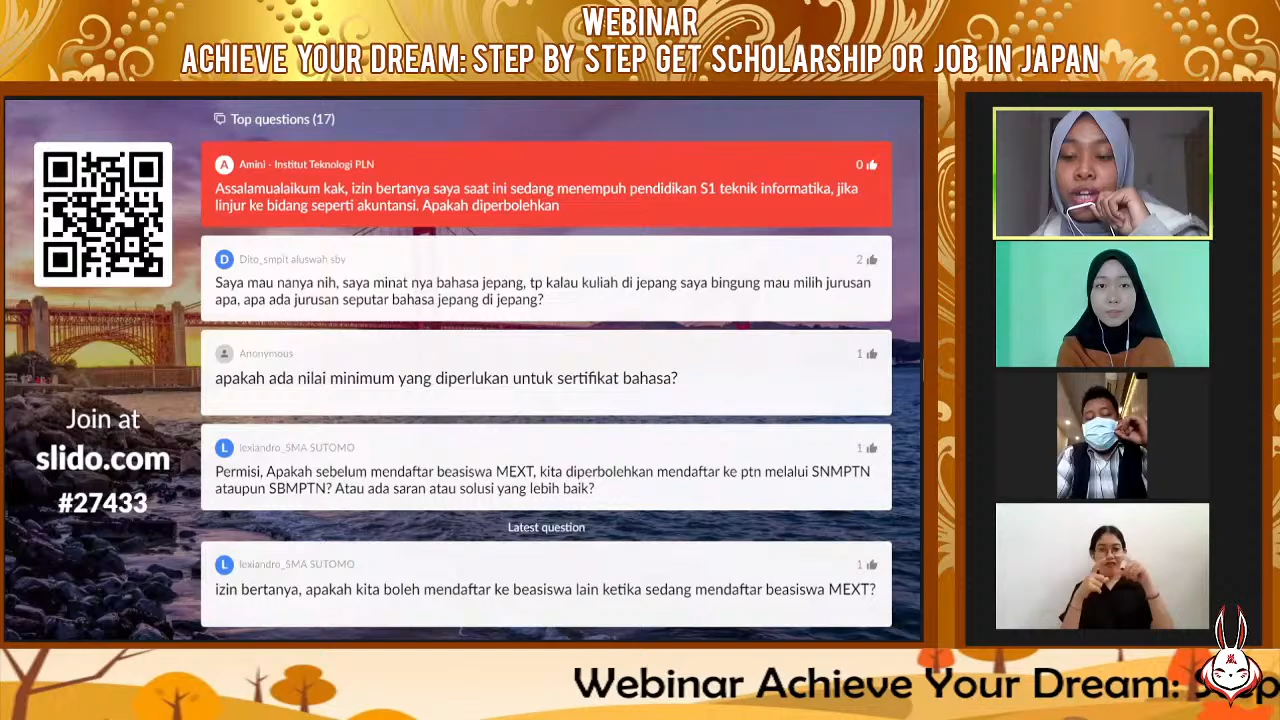 WEBINAR
ACHIEVE YOUR DREAM: STEP BY STEP GET SCHOLARSHIP OR JOB IN JAPAN
Top questions (17)
A Amini - Institut Teknologi PLN 0
Assalamualaikum kak, izin bertanya saya saat ini sedang menempuh pendidikan S1 teknik informatika, jika
linjur ke bidang seperti akuntansi. Apakah diperbolehkan
D Dito_smpit aluswah sby 2
Saya mau nanya nih, saya minat nya bahasa jepang, tp kalau kuliah di jepang saya bingung mau milih jurusan
apa, apa ada jurusan seputar bahasa jepang di jepang?
Anonymous 1
apakah ada nilai minimum yang diperlukan untuk sertifikat bahasa?
L lexiandro_SMA SUTOMO 1
Permisi, Apakah sebelum mendaftar beasiswa MEXT, kita diperbolehkan mendaftar ke ptn melalui SNMPTN
ataupun SBMPTN? Atau ada saran atau solusi yang lebih baik?
Latest question
L lexiandro_SMA SUTOMO 1
izin bertanya, apakah kita boleh mendaftar ke beasiswa lain ketika sedang mendaftar beasiswa MEXT?
Join at
slido.com
#27433
Webinar Achieve Your Dream: Step